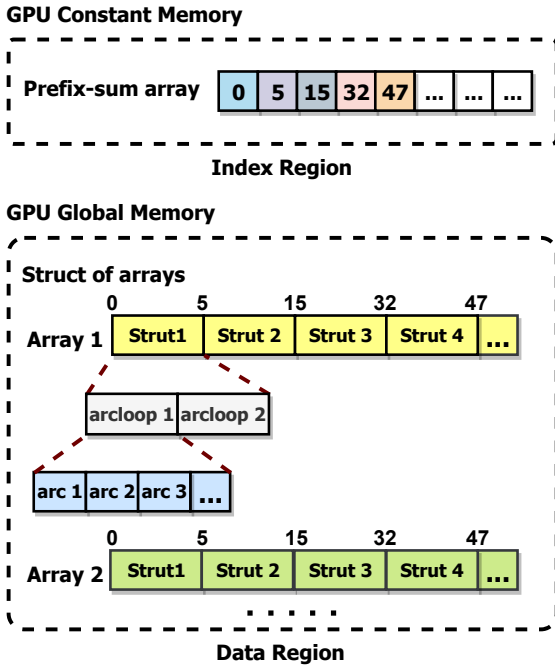 GPU Constant Memory
Prefix-sum array 0 5 15 32 47 ... ... ...
Index Region
GPU Global Memory
Struct of arrays
0 5 15 32 47
Array 1 Strut1 Strut 2 Strut 3 Strut 4 ...
arcloop 1 arcloop 2
arc 1 arc 2 arc 3 ...
0 5 15 32 47
Array 2 Strut1 Strut 2 Strut 3 Strut 4 ...
. . . . .
Data Region